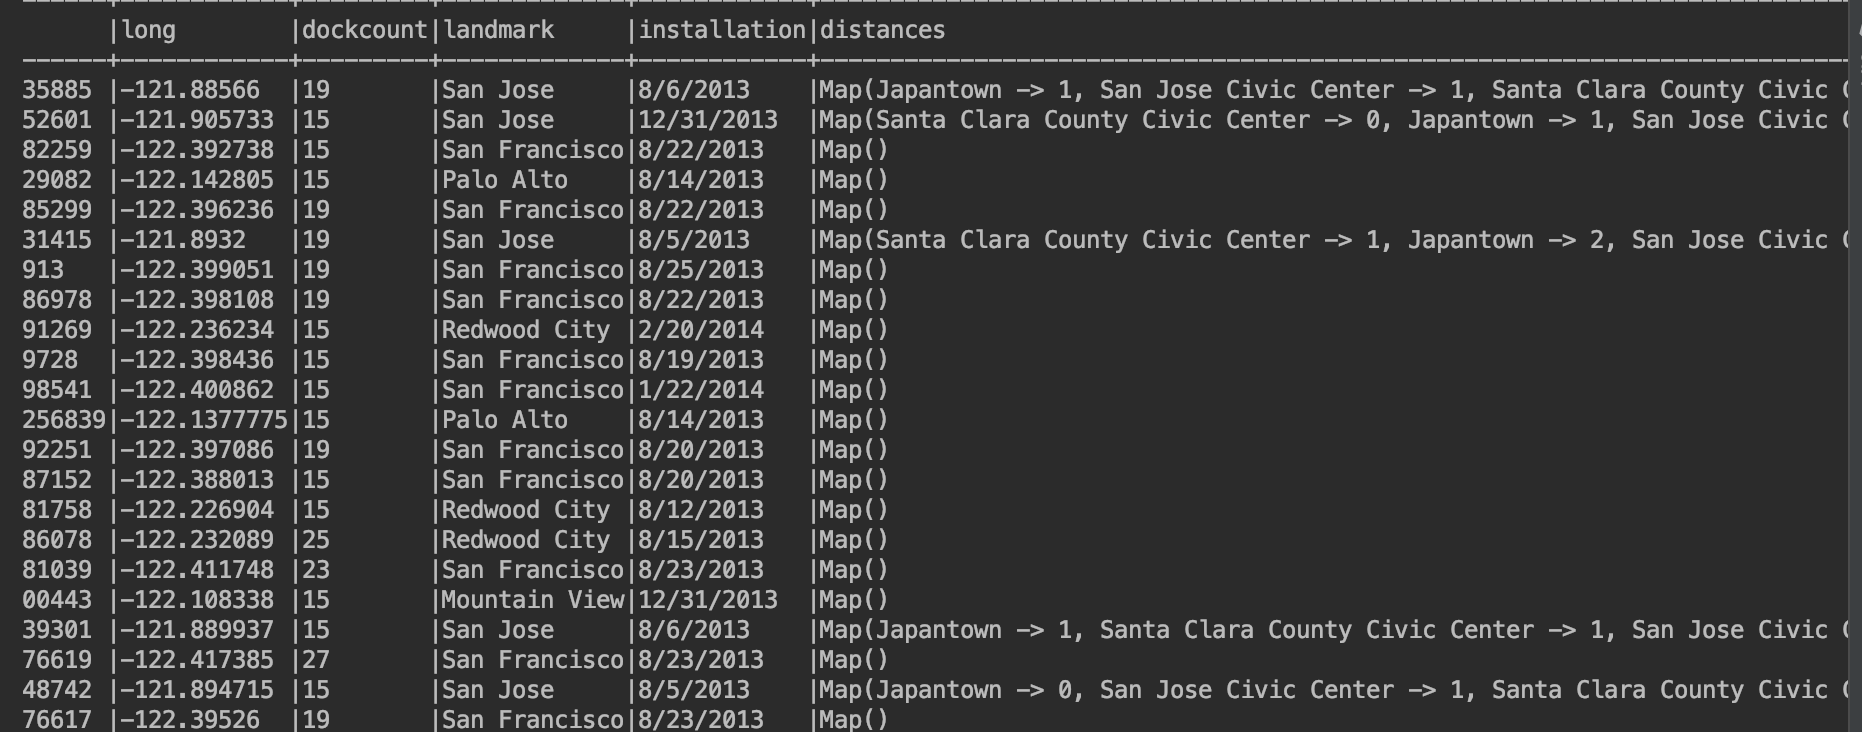 |long |dockcount|landmark |installation|distances
------+------------+---------+-------------+------------+--------------------------------------------------------------------------
35885 |-121.88566 |19 |San Jose |8/6/2013 |Map(Japantown -> 1, San Jose Civic Center -> 1, Santa Clara County Civic
52601 |-121.905733 |15 |San Jose |12/31/2013 |Map(Santa Clara County Civic Center -> 0, Japantown -> 1, San Jose Civic
82259 |-122.392738 |15 |San Francisco|8/22/2013 |Map()
29082 |-122.142805 |15 |Palo Alto |8/14/2013 |Map()
85299 |-122.396236 |19 |San Francisco|8/22/2013 |Map()
31415 |-121.8932 |19 |San Jose |8/5/2013 |Map(Santa Clara County Civic Center -> 1, Japantown -> 2, San Jose Civic
913 |-122.399051 |19 |San Francisco|8/25/2013 |Map()
86978 |-122.398108 |19 |San Francisco|8/22/2013 |Map()
91269 |-122.236234 |15 |Redwood City |2/20/2014 |Map()
9728 |-122.398436 |15 |San Francisco|8/19/2013 |Map()
98541 |-122.400862 |15 |San Francisco|1/22/2014 |Map()
256839|-122.1377775|15 |Palo Alto |8/14/2013 |Map()
92251 |-122.397086 |19 |San Francisco|8/20/2013 |Map()
87152 |-122.388013 |15 |San Francisco|8/20/2013 |Map()
81758 |-122.226904 |15 |Redwood City |8/12/2013 |Map()
86078 |-122.232089 |25 |Redwood City |8/15/2013 |Map()
81039 |-122.411748 |23 |San Francisco|8/23/2013 |Map()
00443 |-122.108338 |15 |Mountain View|12/31/2013 |Map()
39301 |-121.889937 |15 |San Jose |8/6/2013 |Map(Japantown -> 1, Santa Clara County Civic Center -> 1, San Jose Civic
76619 |-122.417385 |27 |San Francisco|8/23/2013 |Map()
48742 |-121.894715 |15 |San Jose |8/5/2013 |Map(Japantown -> 0, San Jose Civic Center -> 1, Santa Clara County Civic
76617 |-122.39526 |19 |San Francisco|8/23/2013 |Map()